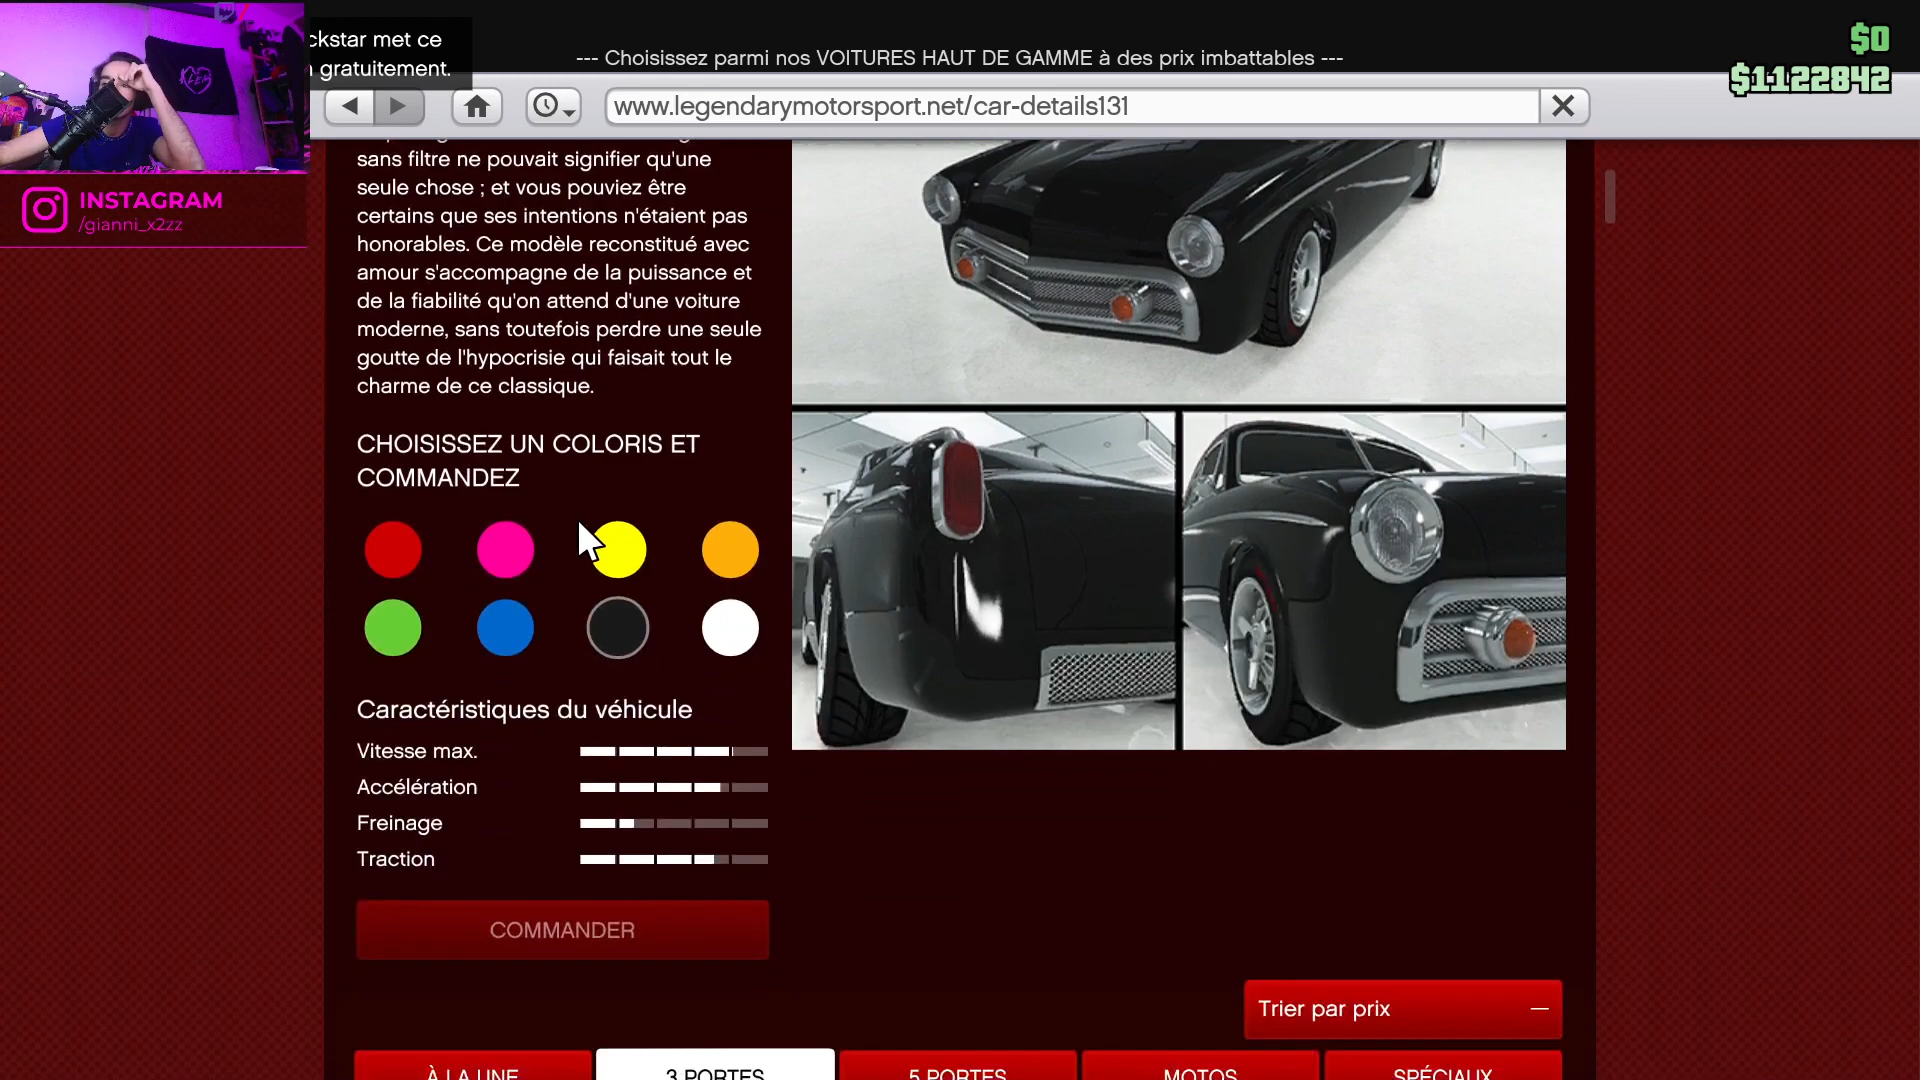 ckstar met ce
gratuitement.
--- Choisissez parmi nos VOITURES HAUT DE GAMME à des prix imbattables ---
$0
$1122842
www.legendarymotorsport.net/car-details131
INSTAGRAM
/gianni_x2zz
sans filtre ne pouvait signifier qu'une
seule chose ; et vous pouviez être
certains que ses intentions n'étaient pas
honorables. Ce modèle reconstitué avec
amour s'accompagne de la puissance et
de la fiabilité qu'on attend d'une voiture
moderne, sans toutefois perdre une seule
goutte de l'hypocrisie qui faisait tout le
charme de ce classique.
CHOISISSEZ UN COLORIS ET
COMMANDEZ
Caractéristiques du véhicule
Vitesse max.
Accélération
Freinage
Traction
COMMANDER
Trier par prix
À LA UNE
3 PORTES
5 PORTES
MOTOS
SPÉCIAUX